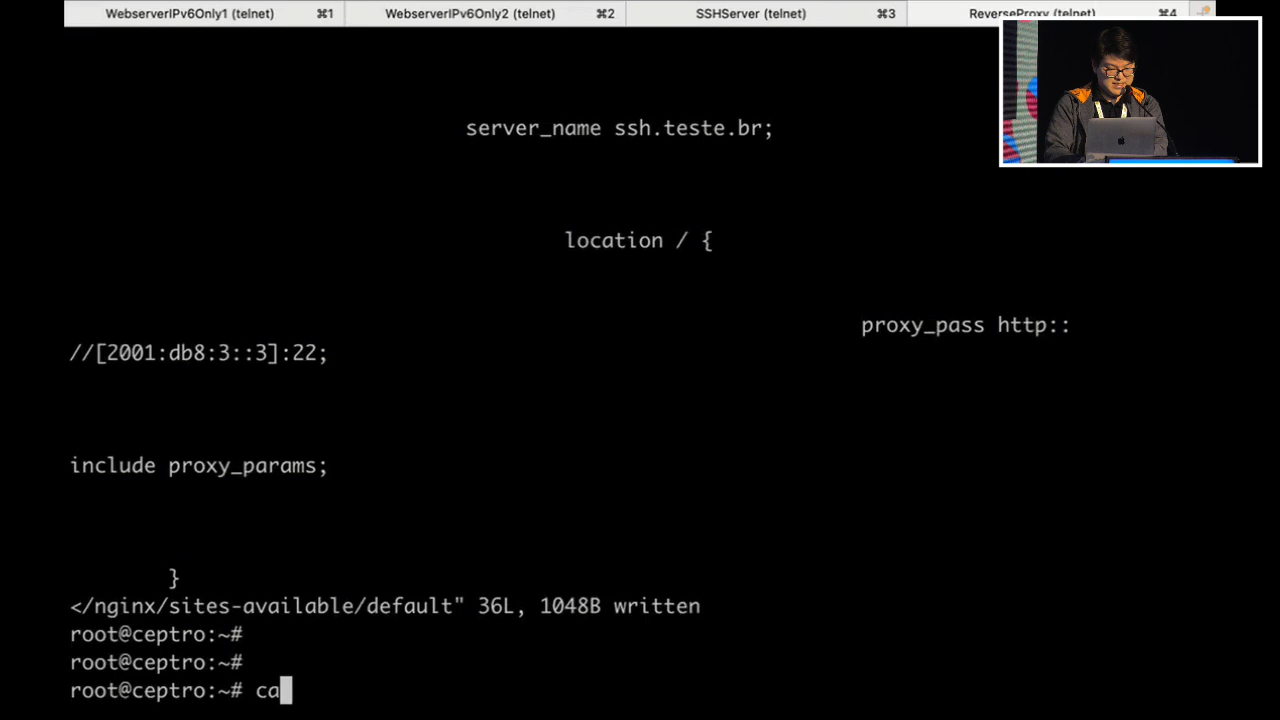 WebserverIPv6Only1 (telnet) ⌘1 WebserverIPv6Only2 (telnet) ⌘2 SSHServer (telnet) ⌘3 ReverseProxy (telnet) ⌘4
server_name ssh.teste.br;
location / {
proxy_pass http::
//[2001:db8:3::3]:22;
include proxy_params;
}
</nginx/sites-available/default" 36L, 1048B written
root@ceptro:~#
root@ceptro:~#
root@ceptro:~# ca